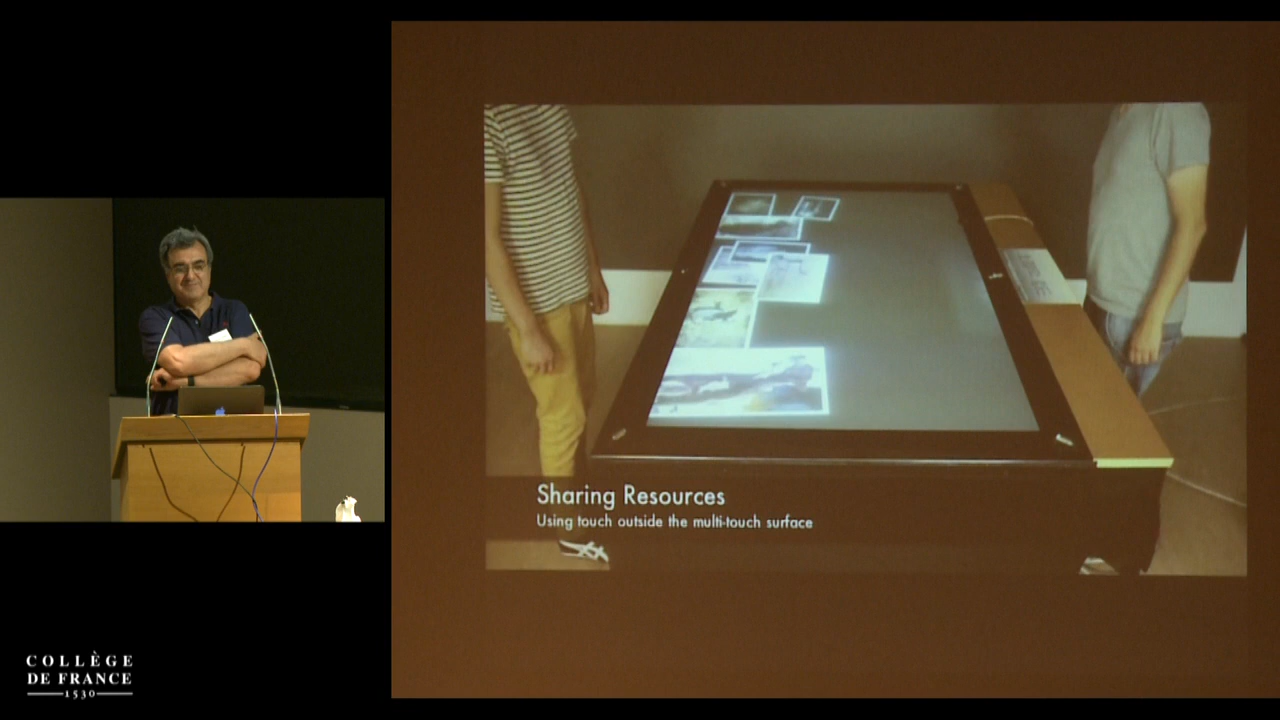 Sharing Resources
Using touch outside the multi-touch surface
COLLÈGE
DE FRANCE
1530